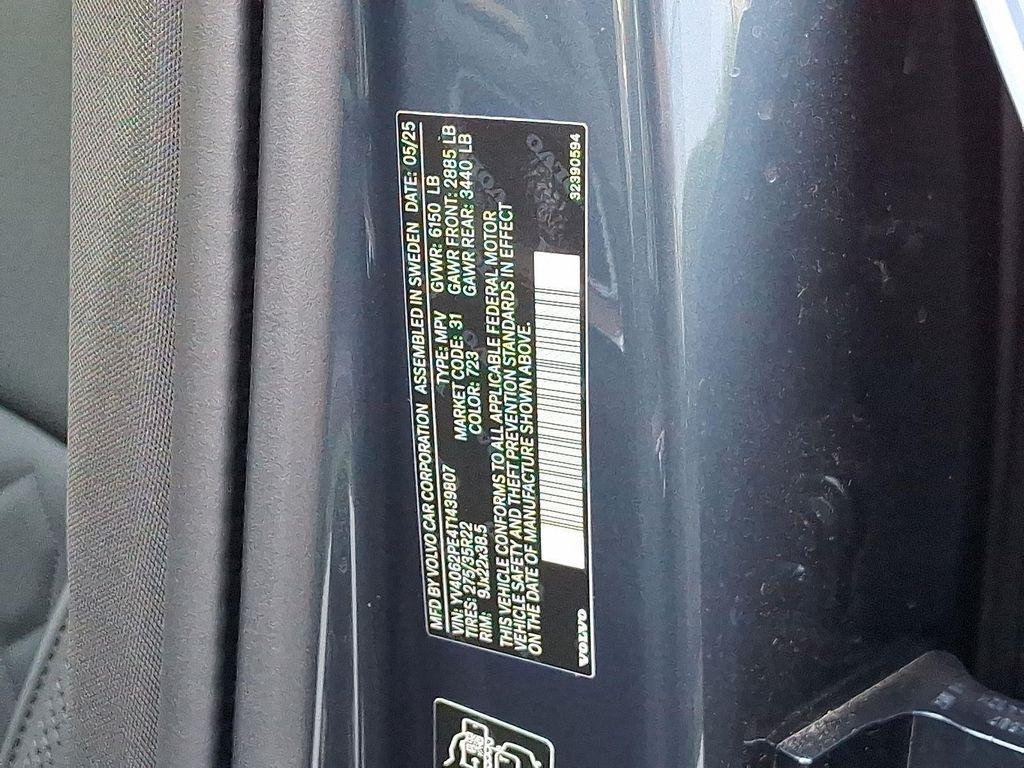 MFD BY VOLVO CAR CORPORATION ASSEMBLED IN SWEDEN DATE: 05/25
VIN: YV4062PE4T1439807 TYPE: MPV GVWR: 6150 LB
TIRES: 275/35R22 MARKET CODE: 31 GAWR FRONT: 2885 LB
RIM: 9Jx22x38.5 COLOR: 723 GAWR REAR: 3440 LB
THIS VEHICLE CONFORMS TO ALL APPLICABLE FEDERAL MOTOR
VEHICLE SAFETY AND THEFT PREVENTION STANDARDS IN EFFECT
ON THE DATE OF MANUFACTURE SHOWN ABOVE.
VOLVO 32390594